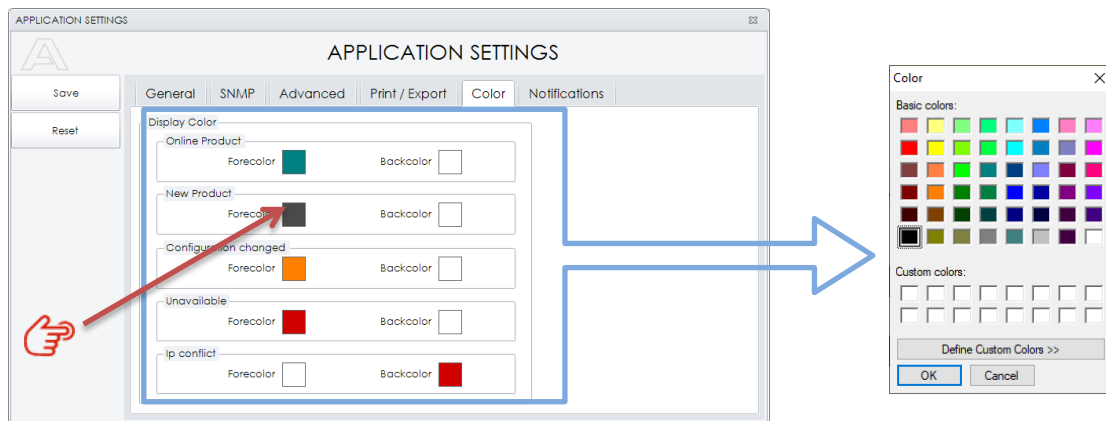 APPLICATION SETTINGS
APPLICATION SETTINGS
Save
Reset
General SNMP Advanced Print / Export Color Notifications
Display Color
Online Product
Forecolor Backcolor
New Product
Forecolor Backcolor
Configuration changed
Forecolor Backcolor
Unavailable
Forecolor Backcolor
Ip conflict
Forecolor Backcolor
Color
Basic colors:
Custom colors:
Define Custom Colors >>
OK Cancel